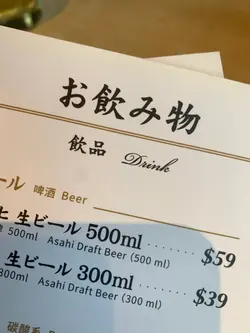 お飲み物
飲品 Drink
ール 啤酒 Beer
生ビール 500ml ········ $59
500ml Asahi Draft Beer (500 ml)
生ビール 300ml ········ $39
300ml Asahi Draft Beer (300 ml)